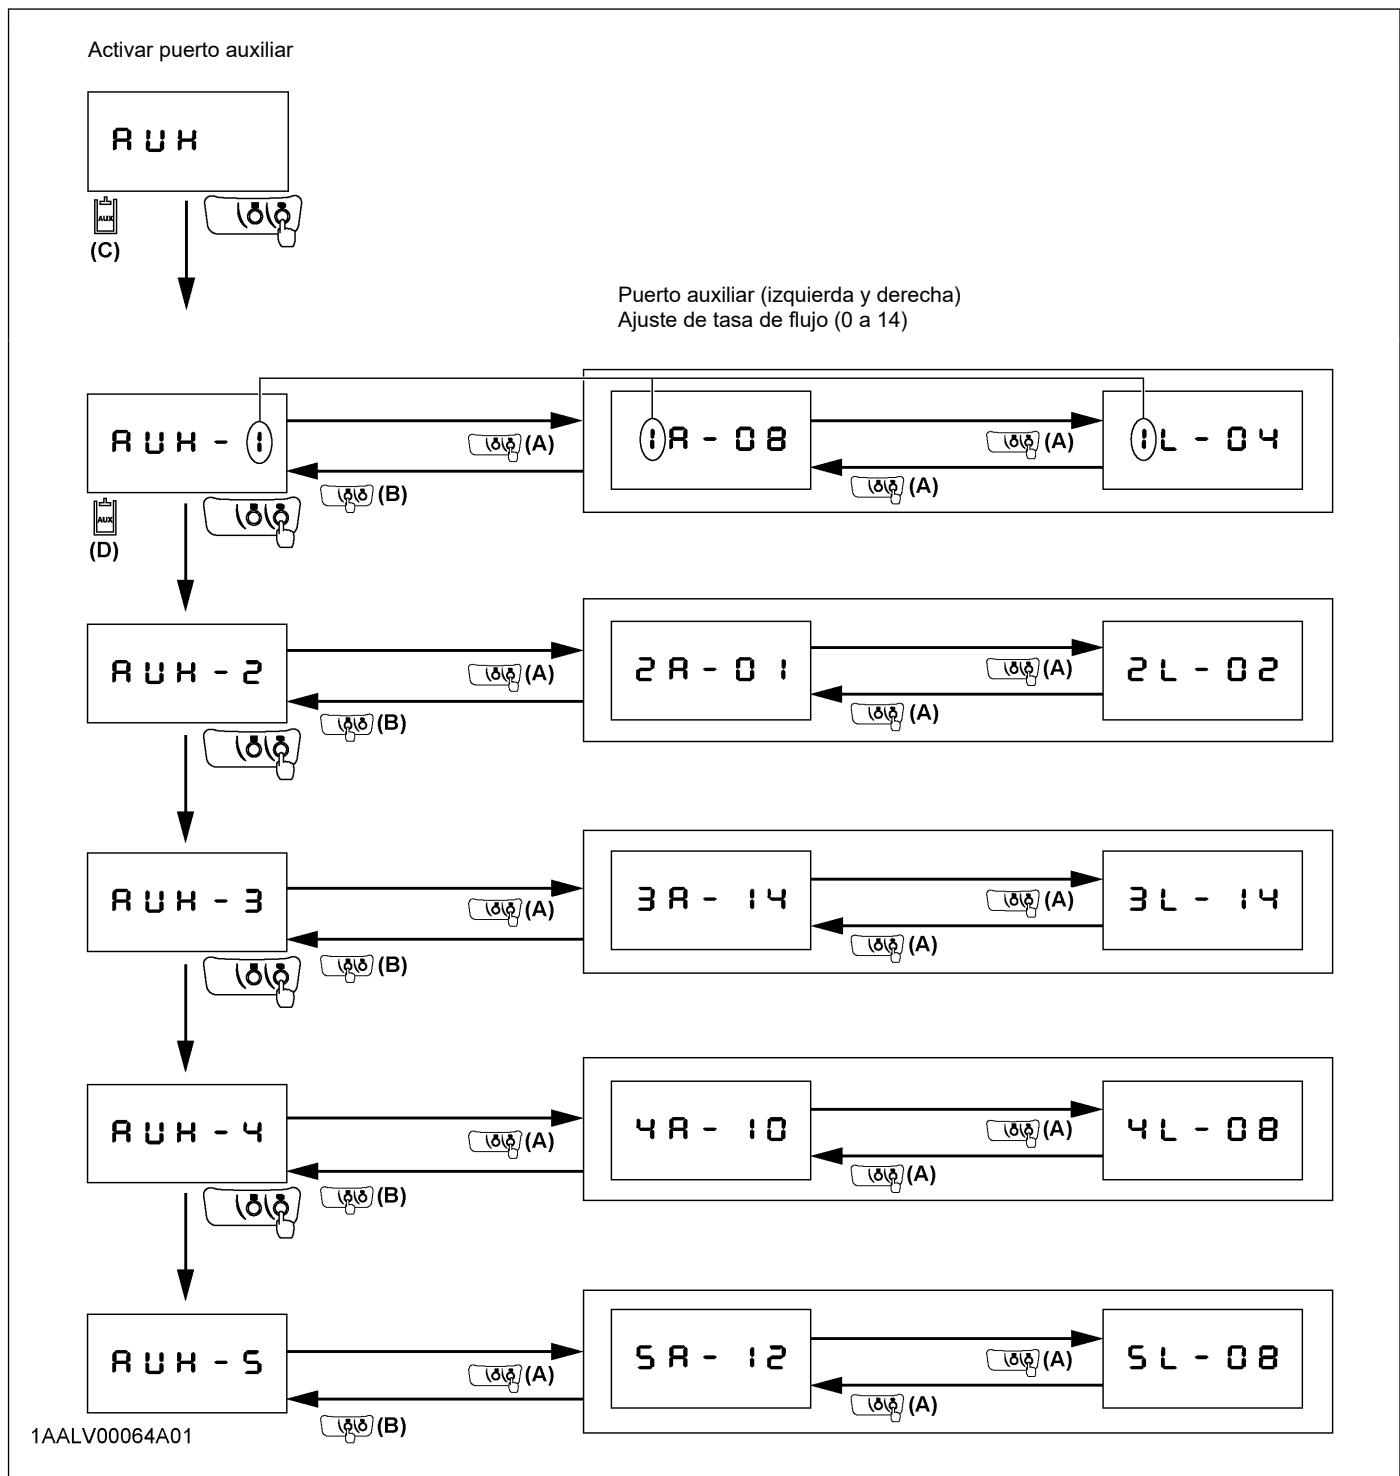 Activar puerto auxiliar
AUX
AUX
(C)
Puerto auxiliar (izquierda y derecha)
Ajuste de tasa de flujo (0 a 14)
AUX-1
(A)
(B)
1A-08
(A)
(A)
1L-04
AUX
(D)
AUX-2
(A)
(B)
2A-01
(A)
(A)
2L-02
AUX-3
(A)
(B)
3A-14
(A)
(A)
3L-14
AUX-4
(A)
(B)
4A-10
(A)
(A)
4L-08
AUX-5
(A)
(B)
5A-12
(A)
(A)
5L-08
1AALV00064A01